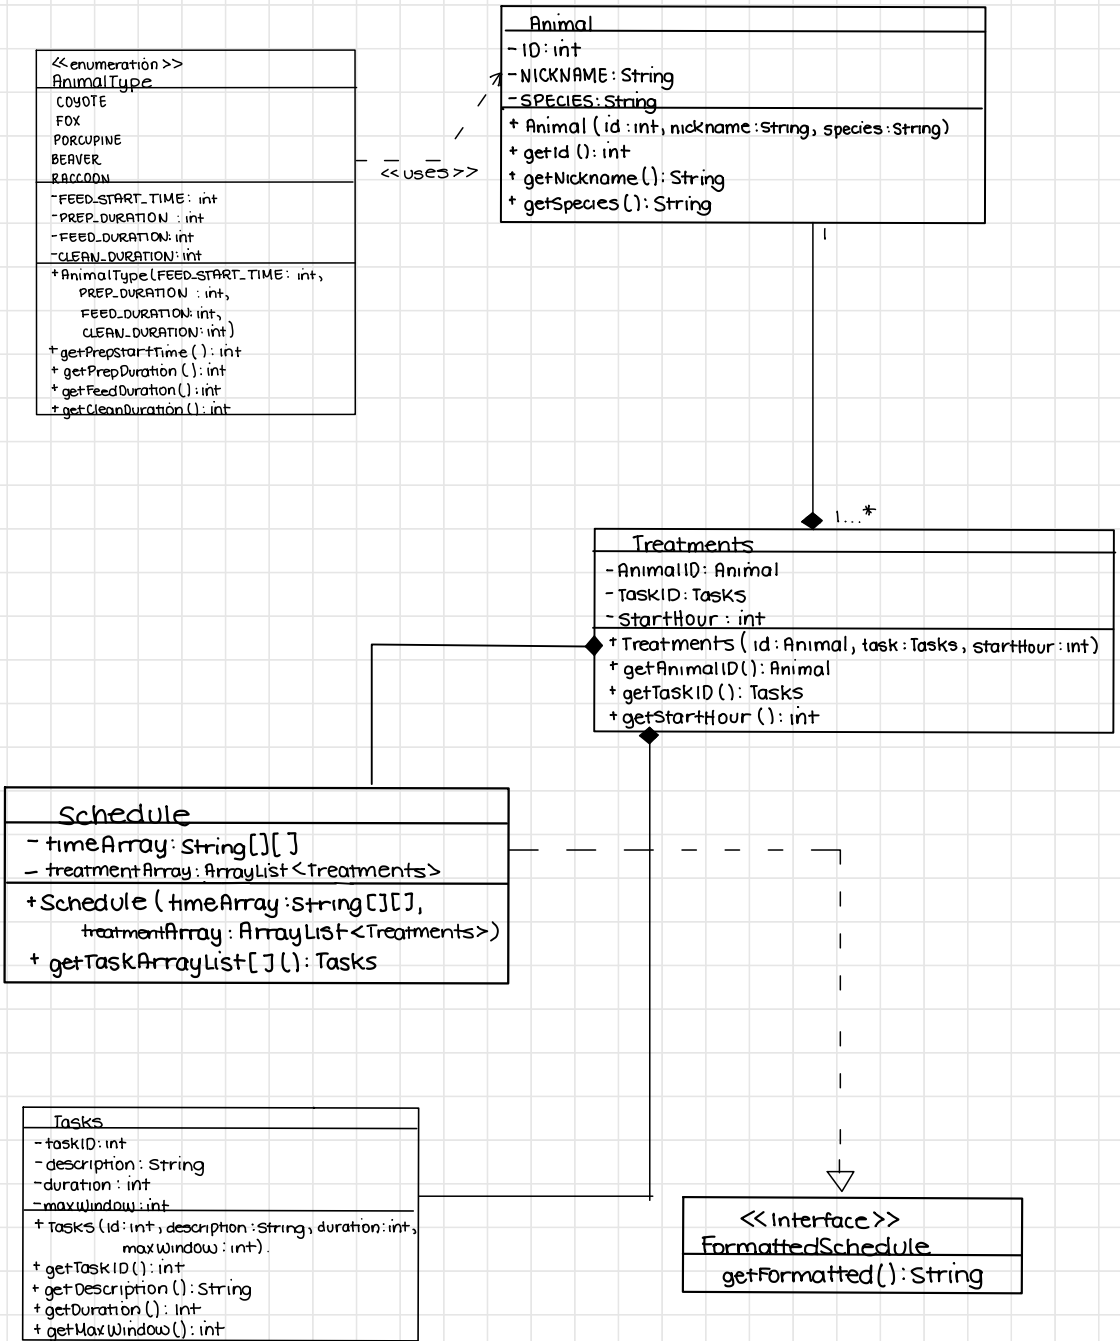 Animal
- ID: int
- NICKNAME: String
- SPECIES: String
+ Animal (id: int, nickname: String, species: String)
+ getId (): int
+ getNickname (): String
+ getSpecies (): String
<<enumeration>>
AnimalType
COYOTE
FOX
PORCUPINE
BEAVER
RACCOON
- FEED_START_TIME: int
- PREP_DURATION : int
- FEED_DURATION: int
- CLEAN_DURATION: int
+ AnimalType (FEED_START_TIME: int,
PREP_DURATION : int,
FEED_DURATION: int,
CLEAN_DURATION: int)
+ getPrepStartTime (): int
+ getPrepDuration (): int
+ getFeedDuration (): int
+ getCleanDuration (): int
<<uses>>
1
1...*
Treatments
- AnimalID: Animal
- TaskID: Tasks
- StartHour : int
+ Treatments (id: Animal, task: Tasks, startHour: int)
+ getAnimalID(): Animal
+ getTaskID (): Tasks
+ getStartHour (): int
Schedule
- timeArray: String[][]
- treatmentArray: ArrayList<Treatments>
+ Schedule (timeArray: String[][],
treatmentArray: ArrayList<Treatments>)
+ getTaskArrayList[] (): Tasks
Tasks
- taskID: int
- description: String
- duration : int
- maxWindow: int
+ Tasks (id: int, description: String, duration: int,
maxWindow: int).
+ getTaskID(): int
+ getDescription (): String
+ getDuration (): Int
+ getMaxWindow(): int
<<Interface>>
FormattedSchedule
getFormatted(): String